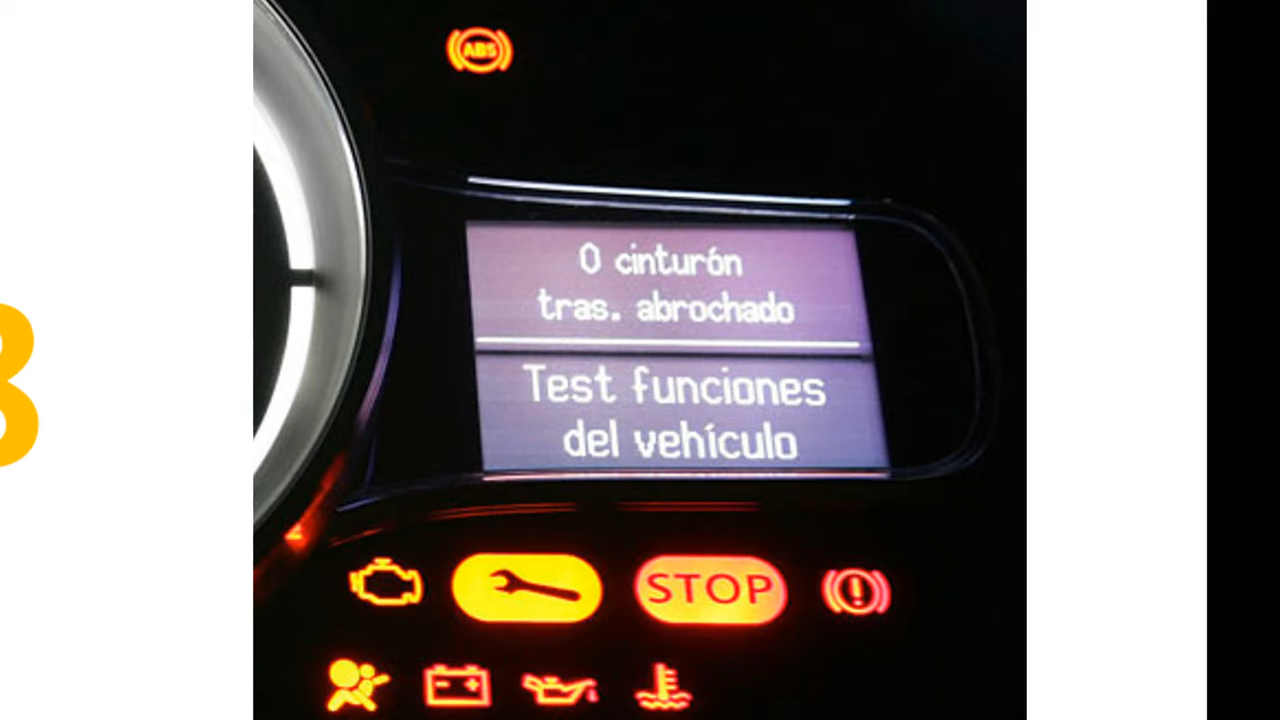 ABS
0 cinturón
tras. abrochado
Test funciones
del vehículo
STOP